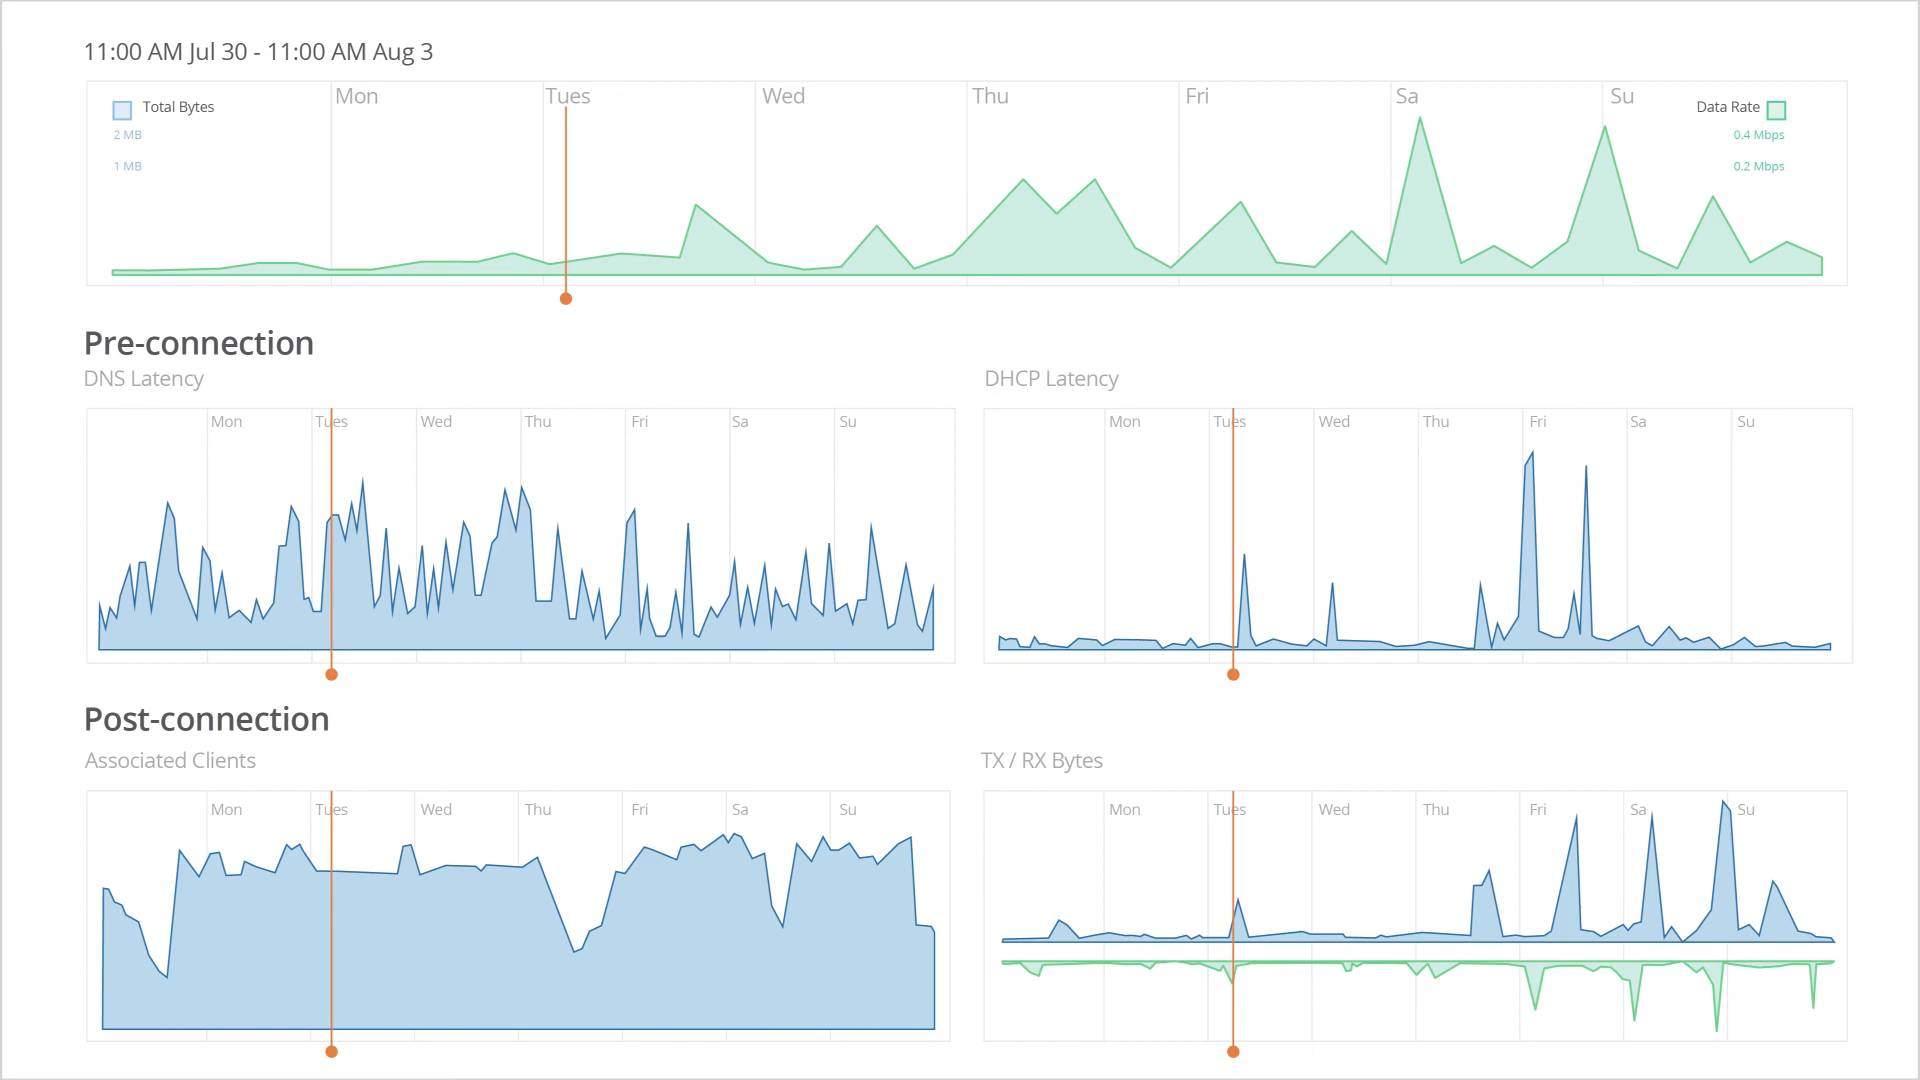 11:00 AM Jul 30 - 11:00 AM Aug 3
Mon Tues Wed Thu Fri Sa Su
Total Bytes
2 MB
1 MB
Data Rate
0.4 Mbps
0.2 Mbps
Pre-connection
DNS Latency
Mon Tues Wed Thu Fri Sa Su
DHCP Latency
Mon Tues Wed Thu Fri Sa Su
Post-connection
Associated Clients
Mon Tues Wed Thu Fri Sa Su
TX / RX Bytes
Mon Tues Wed Thu Fri Sa Su